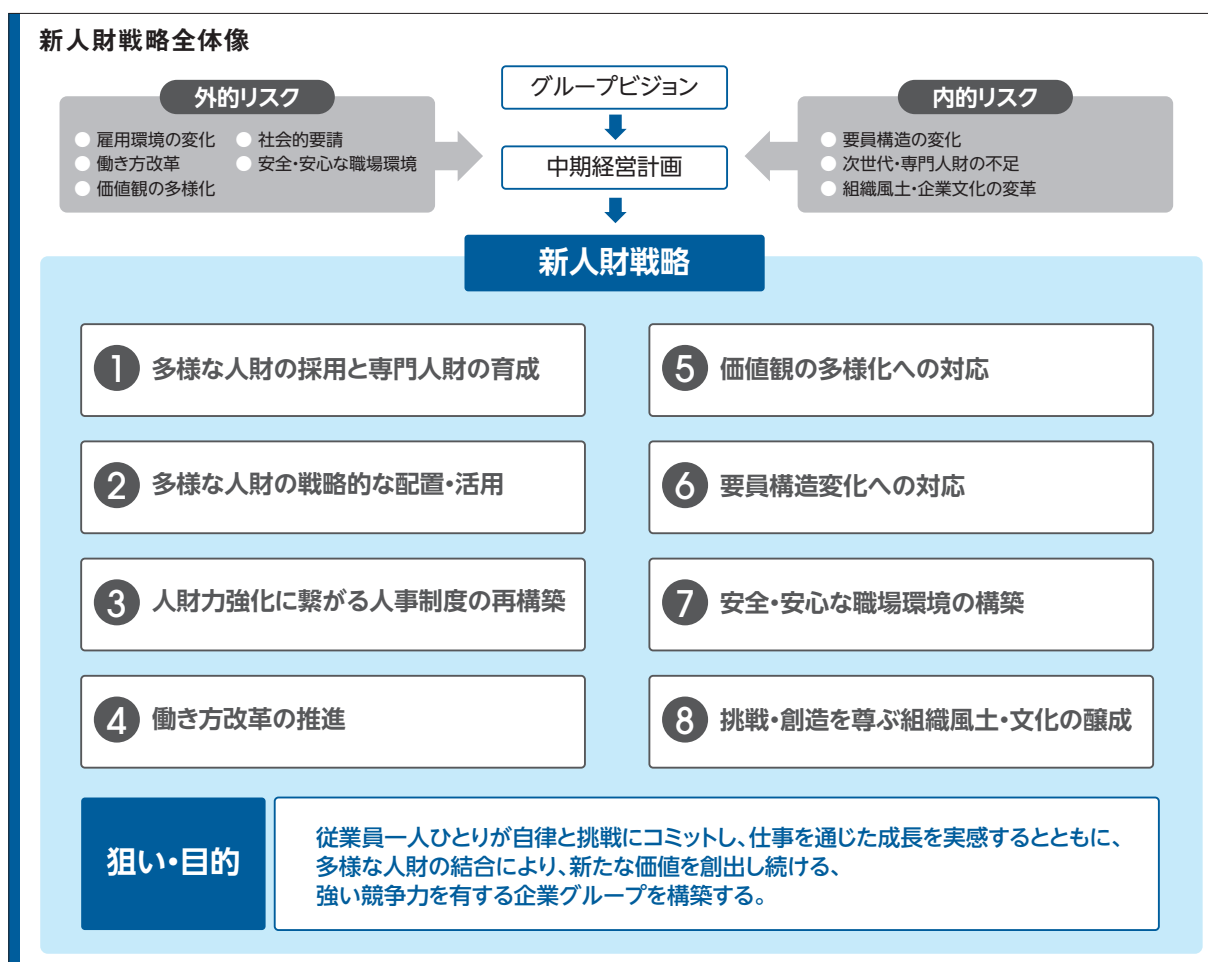 新人財戦略全体像
外的リスク
● 雇用環境の変化
● 働き方改革
● 価値観の多様化
● 社会的要請
● 安全・安心な職場環境
グループビジョン
中期経営計画
内的リスク
● 要員構造の変化
● 次世代・専門人財の不足
● 組織風土・企業文化の変革
新人財戦略
1 多様な人財の採用と専門人財の育成
2 多様な人財の戦略的な配置・活用
3 人財力強化に繋がる人事制度の再構築
4 働き方改革の推進
5 価値観の多様化への対応
6 要員構造変化への対応
7 安全・安心な職場環境の構築
8 挑戦・創造を尊ぶ組織風土・文化の醸成
狙い・目的
従業員一人ひとりが自律と挑戦にコミットし、仕事を通じた成長を実感するとともに、
多様な人財の結合により、新たな価値を創出し続ける、
強い競争力を有する企業グループを構築する。